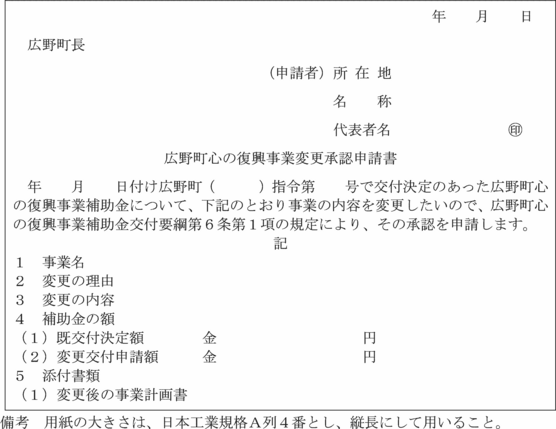 年　　月　　日
広野町長
（申請者）所 在 地
名　　称
代表者名　　　　　　　　㊞
広野町心の復興事業変更承認申請書
年　　月　　日付け広野町（　　　）指令第　　号で交付決定のあった広野町心
の復興事業補助金について、下記のとおり事業の内容を変更したいので、広野町心
の復興事業補助金交付要綱第６条第１項の規定により、その承認を申請します。
記
１　事業名
２　変更の理由
３　変更の内容
４　補助金の額
（１）既交付決定額　　　　金　　　　　　　　　　円
（２）変更交付申請額　　　金　　　　　　　　　　円
５　添付書類
（１）変更後の事業計画書
備考　用紙の大きさは、日本工業規格Ａ列４番とし、縦長にして用いること。